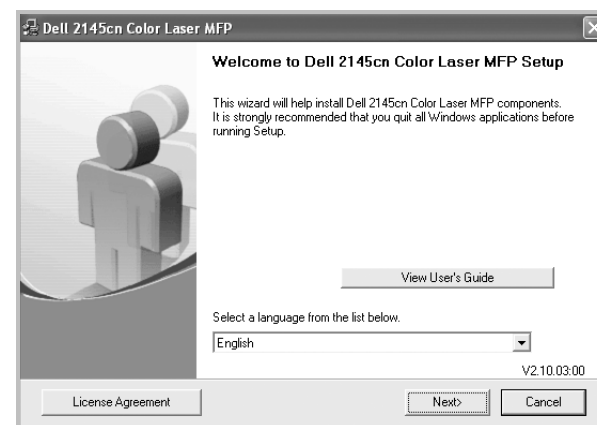 Dell 2145cn Color Laser MFP
Welcome to Dell 2145cn Color Laser MFP Setup
This wizard will help install Dell 2145cn Color Laser MFP components.
It is strongly recommended that you quit all Windows applications before
running Setup.
View User's Guide
Select a language from the list below.
English
V2.10.03:00
License Agreement
Next>
Cancel